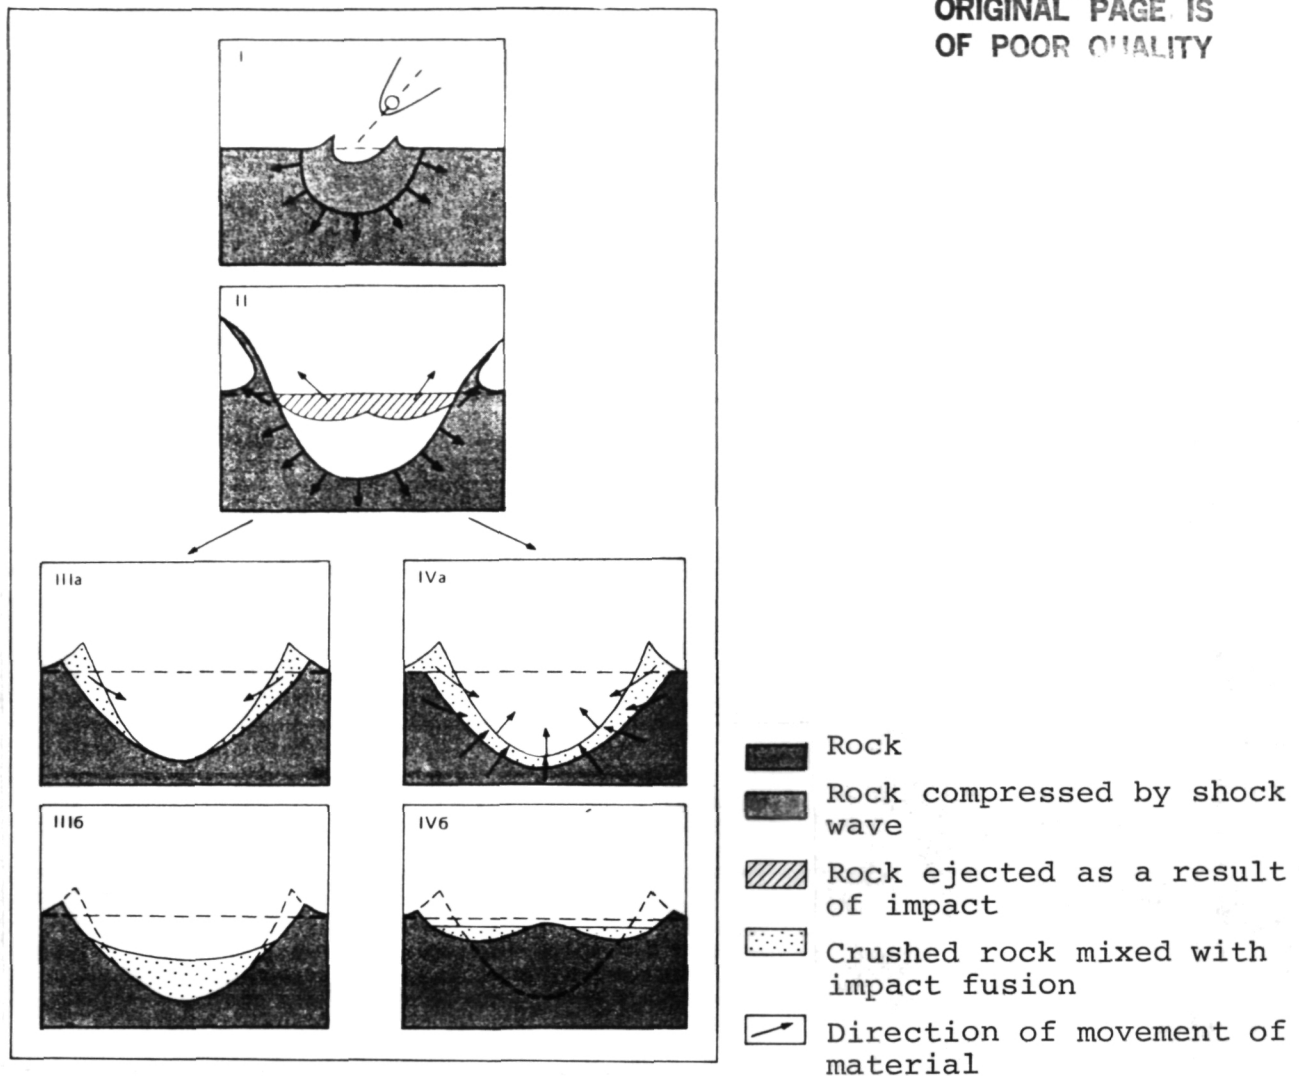 ORIGINAL PAGE IS
OF POOR QUALITY
I
II
IIIa
IVa
IIIб
IVб
Rock
Rock compressed by shock
wave
Rock ejected as a result
of impact
Crushed rock mixed with
impact fusion
Direction of movement of
material